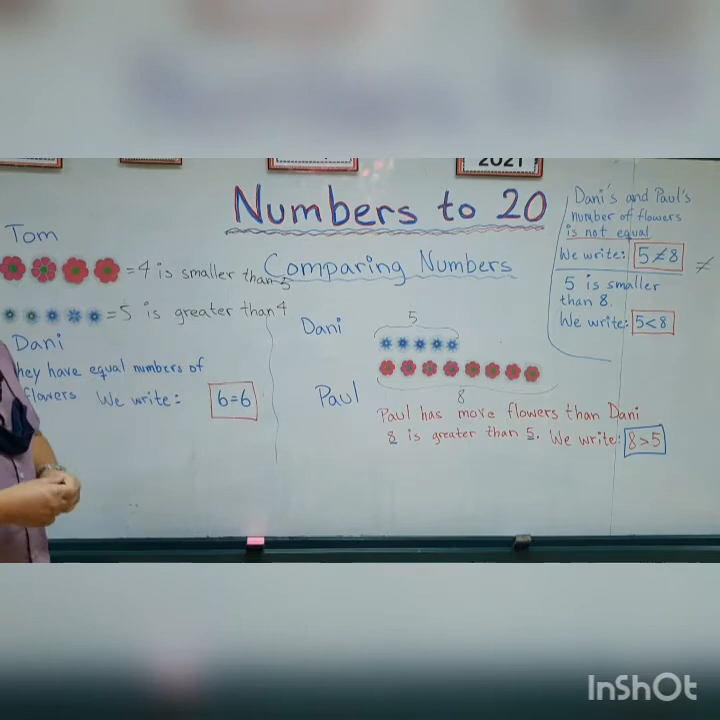 2021
Numbers to 20
Comparing Numbers
Tom
=4 is smaller than 5
=5 is greater than 4
Dani
hey have equal numbers of
flowers We write: 6=6
Dani
5
Paul
8
Paul has more flowers than Dani
8 is greater than 5. We write: 8>5
Dani's and Paul's
number of flowers
is not equal
We write: 5≠8
≠
5 is smaller
than 8.
We write: 5<8
InShOt